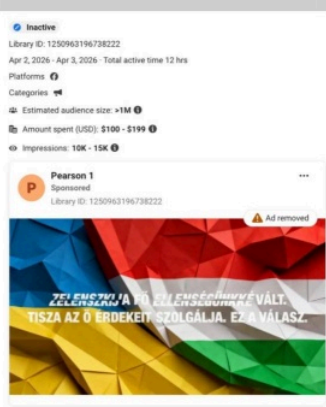 Inactive
Library ID: 1250963196738222
Apr 2, 2026 - Apr 3, 2026 · Total active time 12 hrs
Platforms
Categories
Estimated audience size: >1M
Amount spent (USD): $100 - $199
Impressions: 10K - 15K
P
Pearson 1
Sponsored
Library ID: 1250963196738222
Ad removed
ZELENSZKIJ A FŐ ELLENSÉGÜNKKÉ VÁLT.
TISZA AZ Ő ÉRDEKEIT SZOLGÁLJA. EZ A VÁLASZ.